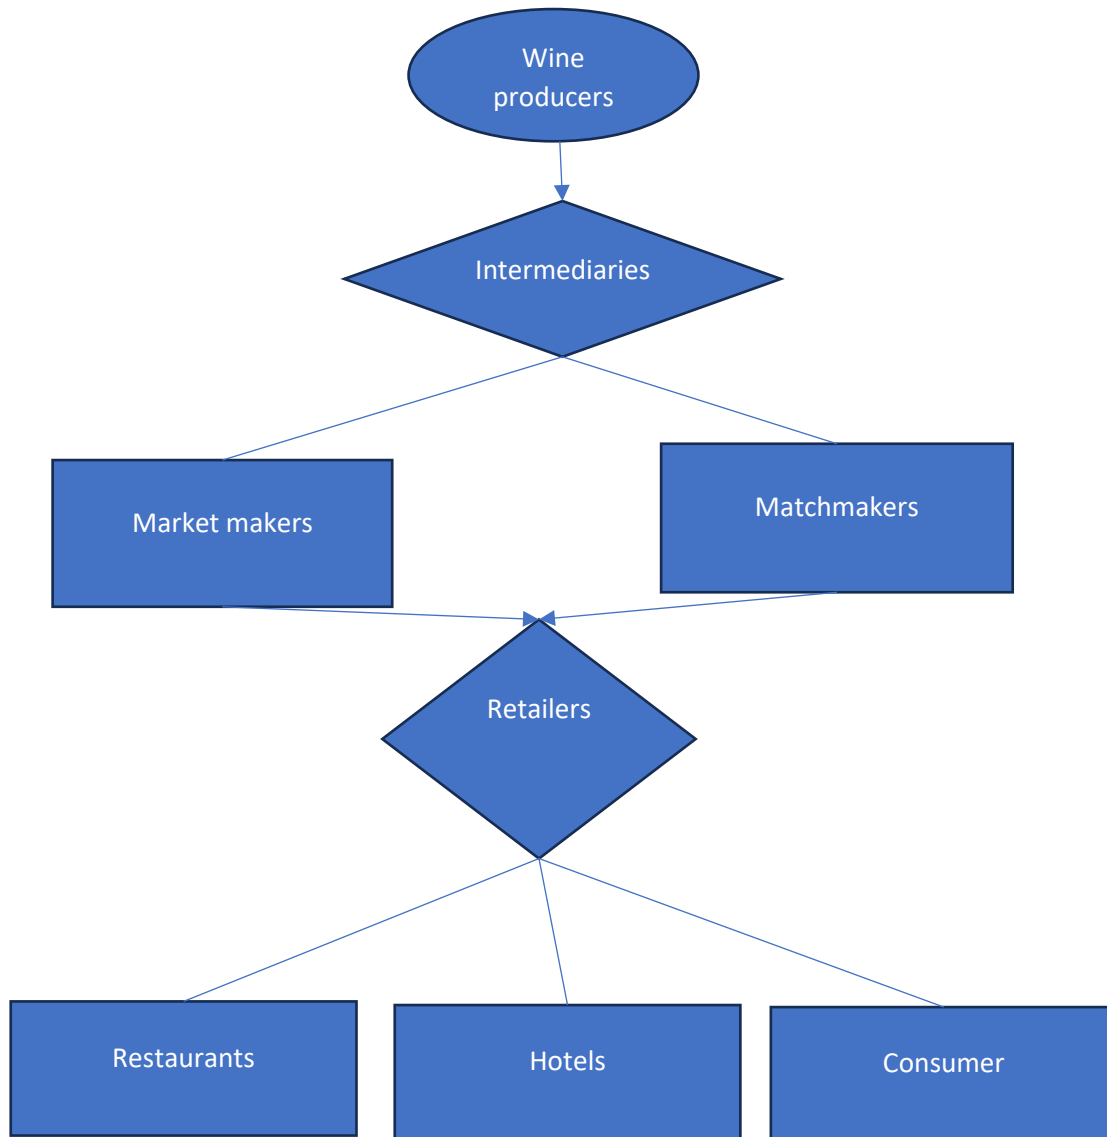 Wine
producers
Intermediaries
Market makers
Matchmakers
Retailers
Restaurants
Hotels
Consumer